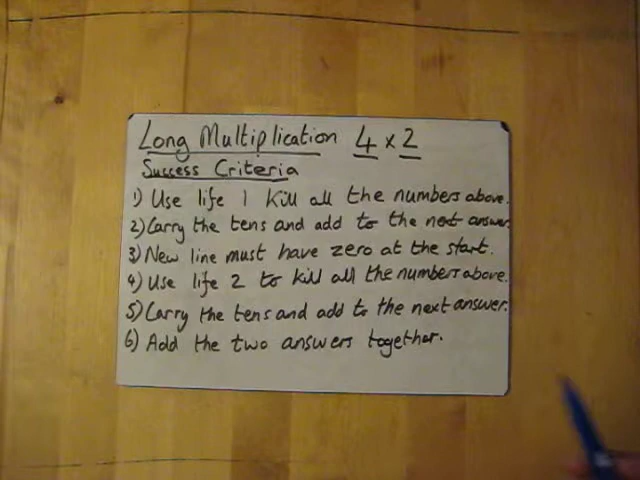 Long Multiplication 4 x 2
Success Criteria
1) Use life 1 kill all the numbers above.
2) Carry the tens and add to the next answer.
3) New line must have zero at the start.
4) Use life 2 to kill all the numbers above.
5) Carry the tens and add to the next answer.
6) Add the two answers together.